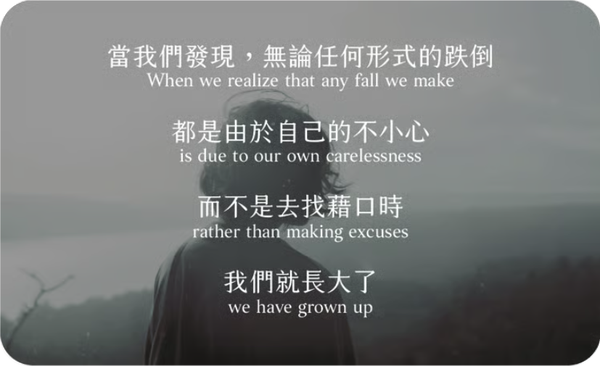 當我們發現，無論任何形式的跌倒
When we realize that any fall we make
都是由於自己的不小心
is due to our own carelessness
而不是去找藉口時
rather than making excuses
我們就長大了
we have grown up